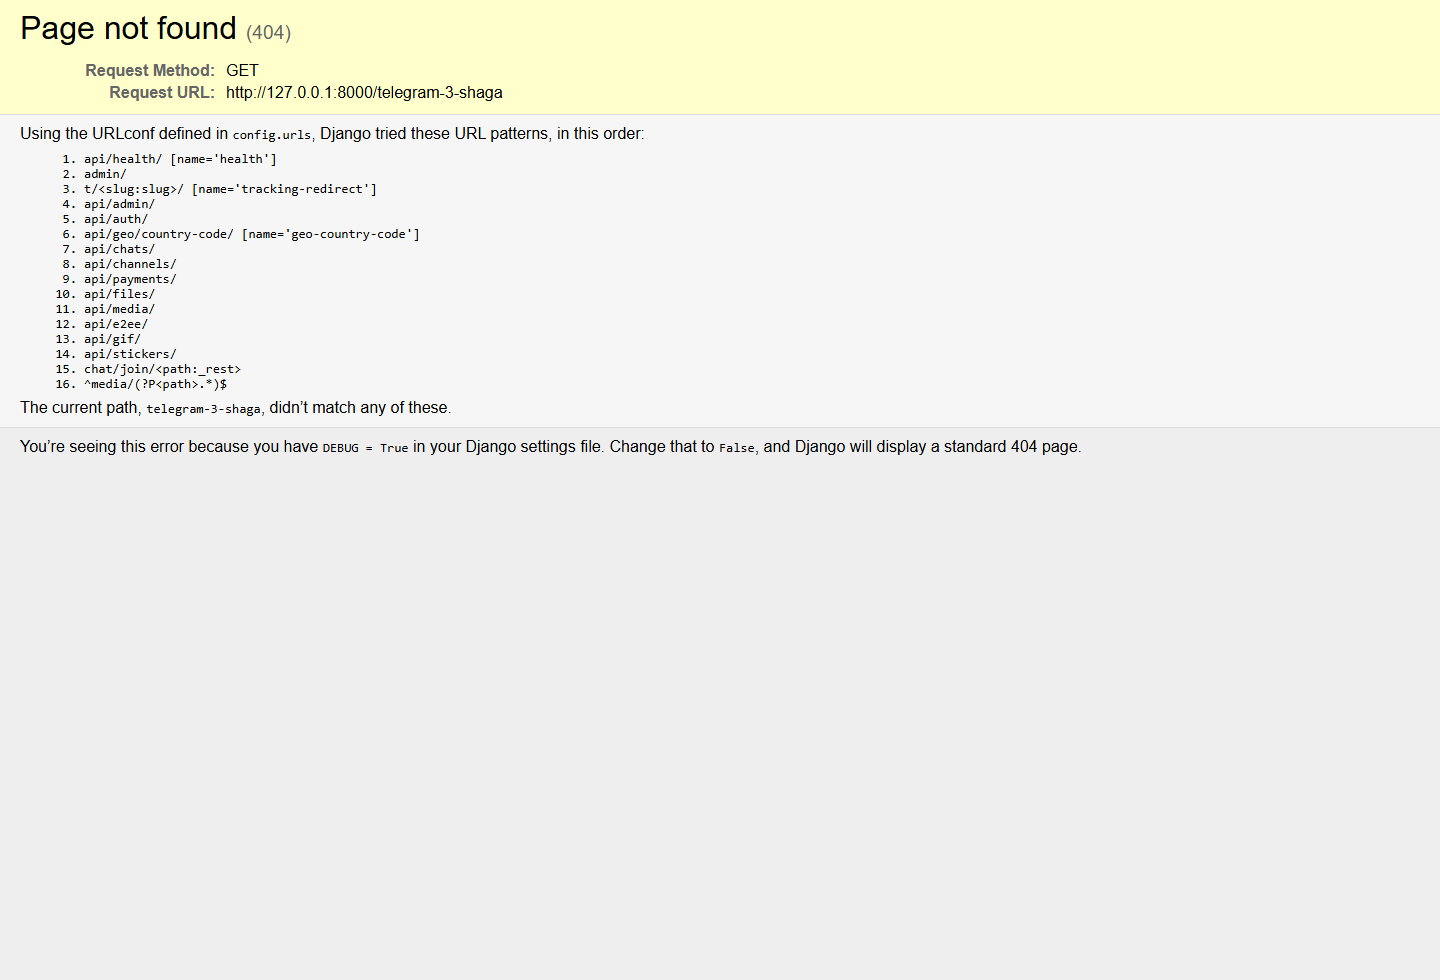 Page not found (404)
Request Method: GET
Request URL: http://127.0.0.1:8000/telegram-3-shaga
Using the URLconf defined in config.urls, Django tried these URL patterns, in this order:
1. api/health/ [name='health']
2. admin/
3. t/<slug:slug>/ [name='tracking-redirect']
4. api/admin/
5. api/auth/
6. api/geo/country-code/ [name='geo-country-code']
7. api/chats/
8. api/channels/
9. api/payments/
10. api/files/
11. api/media/
12. api/e2ee/
13. api/gif/
14. api/stickers/
15. chat/join/<path:_rest>
16. ^media/(?P<path>.*)$
The current path, telegram-3-shaga, didn’t match any of these.
You’re seeing this error because you have DEBUG = True in your Django settings file. Change that to False, and Django will display a standard 404 page.